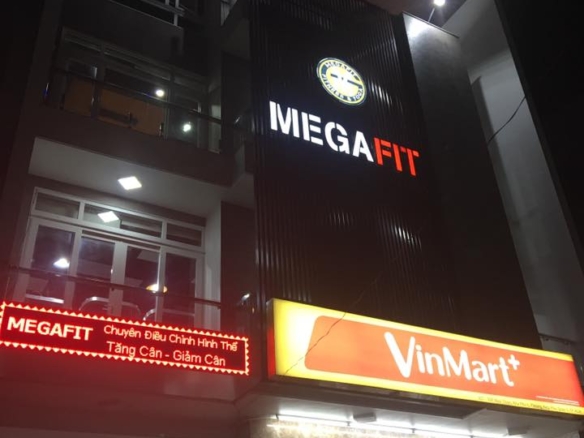 MEGAFIT
MEGAFIT Chuyên Điều Chỉnh Hình Thể
Tăng Cân - Giảm Cân
VinMart+